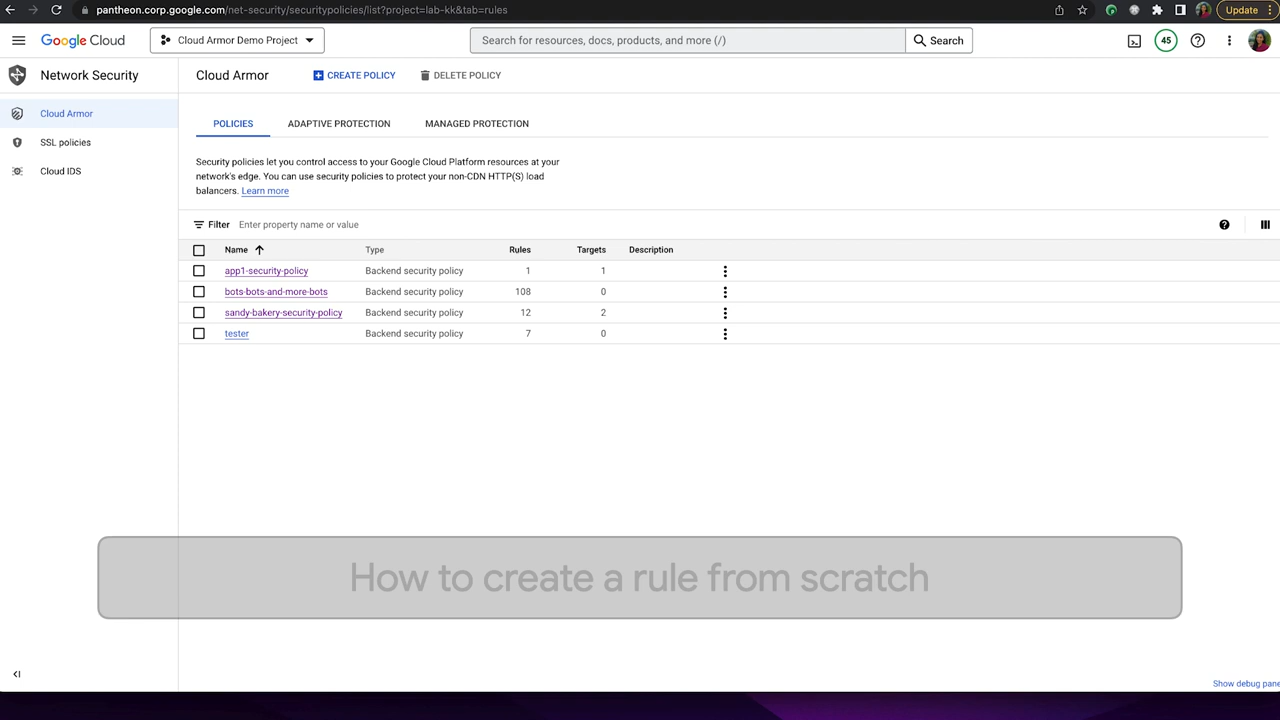 pantheon.corp.google.com/net-security/securitypolicies/list?project=lab-kk&tab=rules
Update
Google Cloud
Cloud Armor Demo Project
Search for resources, docs, products, and more (/)
Search
45
Network Security
Cloud Armor
CREATE POLICY
DELETE POLICY
Cloud Armor
SSL policies
Cloud IDS
POLICIES
ADAPTIVE PROTECTION
MANAGED PROTECTION
Security policies let you control access to your Google Cloud Platform resources at your
network's edge. You can use security policies to protect your non-CDN HTTP(S) load
balancers. Learn more
Filter Enter property name or value
Name Type Rules Targets Description
app1-security-policy Backend security policy 1 1
bots-bots-and-more-bots Backend security policy 108 0
sandy-bakery-security-policy Backend security policy 12 2
tester Backend security policy 7 0
How to create a rule from scratch
Show debug pane